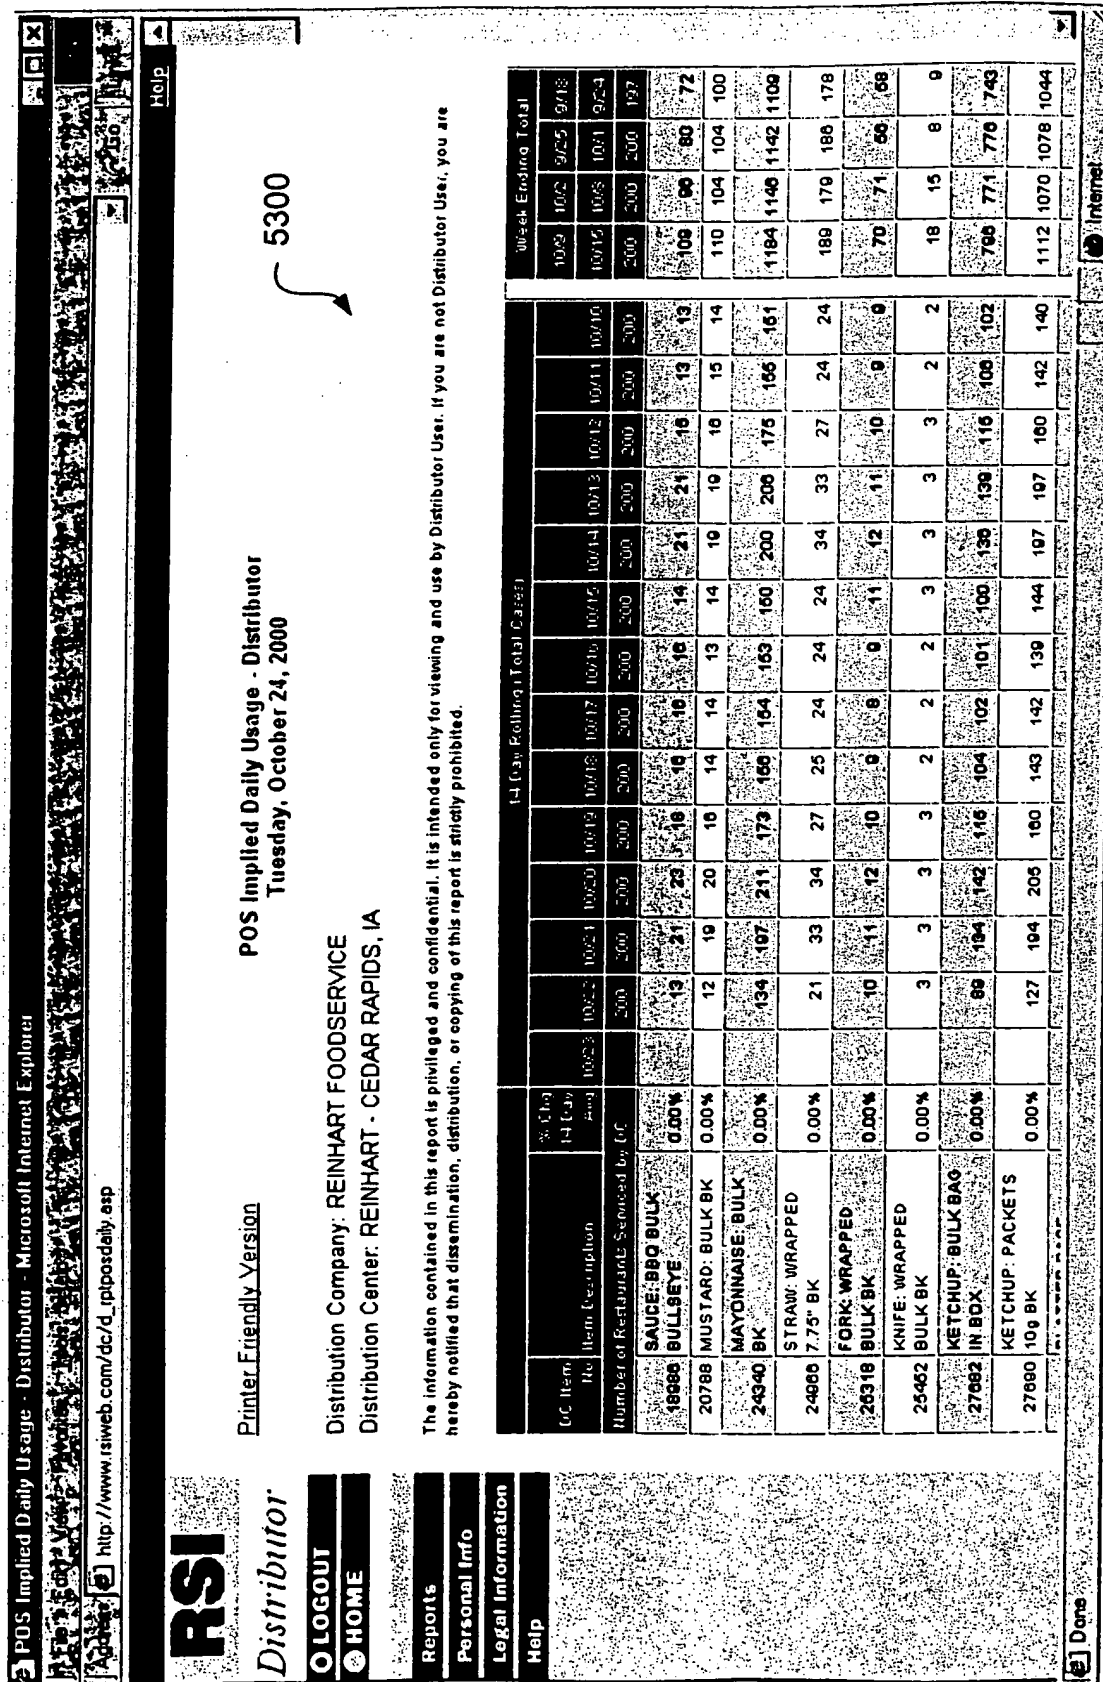 POS Implied Daily Usage - Distributor - Microsoft Internet Explorer
Address http://www.rsiweb.com/dc/d_rptposdaily.asp
Help
RSI
Distributor
LOGOUT
HOME
Reports
Personal Info
Legal Information
Help
Printer Friendly Version
POS Implied Daily Usage - Distributor
Tuesday, October 24, 2000
5300
Distribution Company: REINHART FOODSERVICE
Distribution Center: REINHART - CEDAR RAPIDS, IA
The information contained in this report is privileged and confidential. It is intended only for viewing and use by Distributor User. If you are not Distributor User, you are
hereby notified that dissemination, distribution, or copying of this report is strictly prohibited.
14 Day Rolling Total Cases Week Ending Total
% Chg 10/9 10/2 9/25 9/18
DC Item No Item Description 14 Day Avg 10/23 10/22 10/21 10/20 10/19 10/18 10/17 10/16 10/15 10/14 10/13 10/12 10/11 10/10 10/15 10/8 10/1 9/24
Number of Restaurants Serviced by DC 200 200 200 200 200 200 200 200 200 200 200 200 200 200 200 200 197
18988 SAUCE: BBQ BULK BULLSEYE 0.00% 13 21 23 18 16 16 16 14 21 21 16 13 13 109 80 72
20788 MUSTARD: BULK BK 0.00% 12 19 20 16 14 14 13 14 19 19 16 15 14 110 104 104 100
24340 MAYONNAISE: BULK BK 0.00% 134 197 211 173 166 164 163 160 200 206 175 165 161 1184 1146 1142 1109
24966 STRAW: WRAPPED 7.75" BK 0.00% 21 33 34 27 25 24 24 24 34 33 27 24 24 189 179 186 178
26318 FORK: WRAPPED BULK BK 0.00% 10 11 12 10 9 8 9 11 12 11 10 9 9 70 71 68
25462 KNIFE: WRAPPED BULK BK 0.00% 3 3 3 3 2 2 2 3 3 3 3 2 2 18 15 8 9
27682 KETCHUP: BULK BAG IN BOX 0.00% 89 134 142 116 104 102 101 100 136 139 115 102 796 771 776 743
27690 KETCHUP: PACKETS 10g BK 0.00% 127 194 205 160 143 142 139 144 197 197 160 142 140 1112 1070 1078 1044
Done
Internet